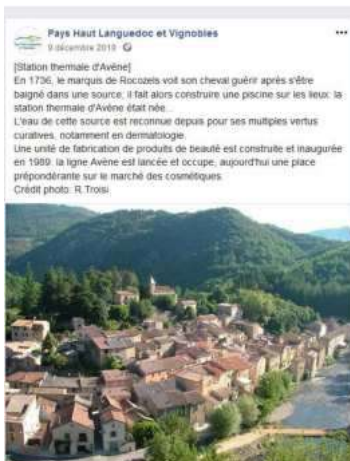 Pays Haut Languedoc et Vignobles
9 décembre 2019
[Station thermale d'Avène]
En 1736, le marquis de Rocozels voit son cheval guérir après s'être
baigné dans une source; il fait alors construire une piscine sur les lieux: la
station thermale d'Avène était née...
L'eau de cette source est reconnue depuis pour ses multiples vertus
curatives, notamment en dermatologie.
Une unité de fabrication de produits de beauté est construite et inaugurée
en 1989: la ligne Avène est lancée et occupe, aujourd'hui une place
prépondérante sur le marché des cosmétiques.
Crédit photo: R.Troisi